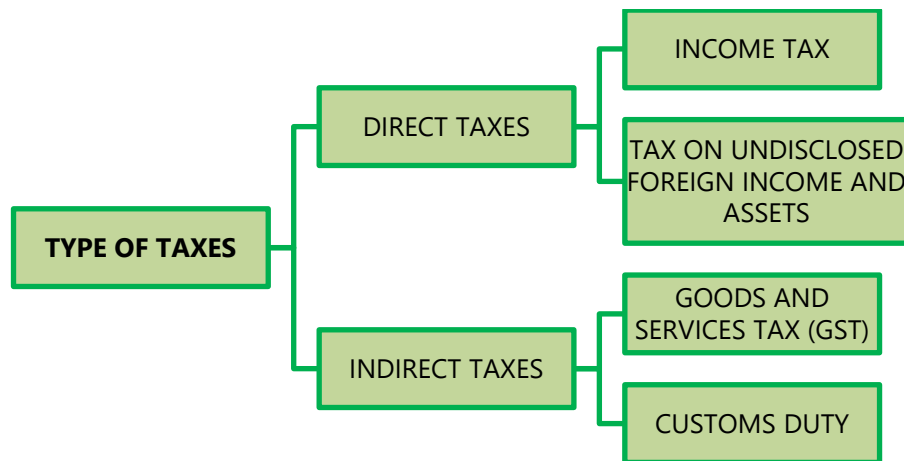 TYPE OF TAXES
DIRECT TAXES
INCOME TAX
TAX ON UNDISCLOSED
FOREIGN INCOME AND
ASSETS
INDIRECT TAXES
GOODS AND
SERVICES TAX (GST)
CUSTOMS DUTY